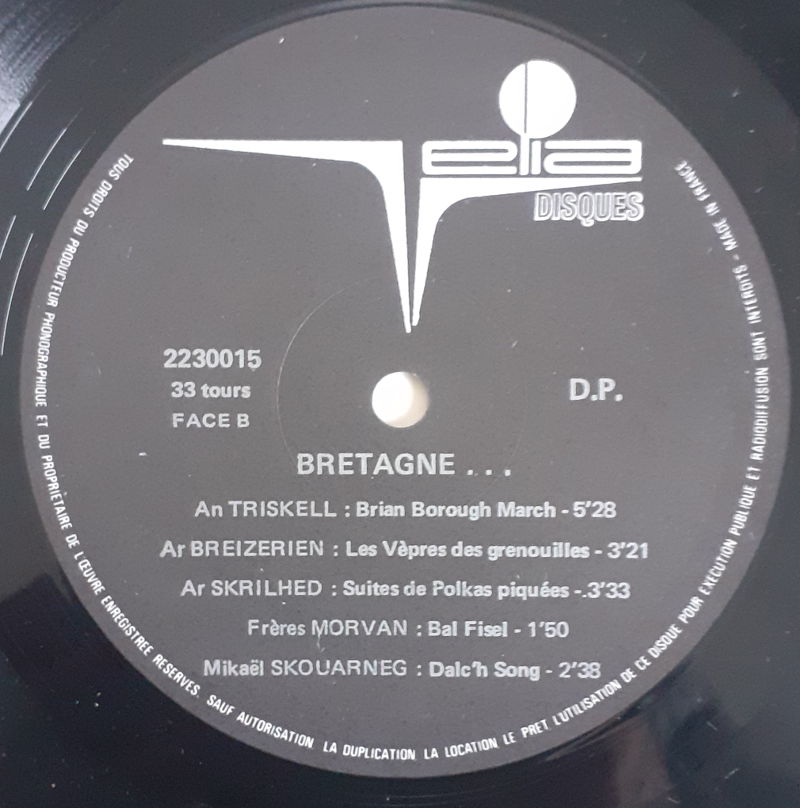 Telia
DISQUES
2230015
33 tours
FACE B
D.P.
BRETAGNE . . .
An TRISKELL : Brian Borough March - 5'28
Ar BREIZERIEN : Les Vèpres des grenouilles - 3'21
Ar SKRILHED : Suites de Polkas piquées -.3'33
Frères MORVAN : Bal Fisel - 1'50
Mikaël SKOUARNEG : Dalc'h Song - 2'38
TOUS DROITS DU PRODUCTEUR PHONOGRAPHIQUE ET DU PROPRIÉTAIRE DE L'ŒUVRE ENREGISTREE RESERVES. SAUF AUTORISATION LA DUPLICATION LA LOCATION LE PRET L'UTILISATION DE CE DISQUE POUR EXECUTION PUBLIQUE ET RADIODIFFUSION SONT INTERDITS - MADE IN FRANCE